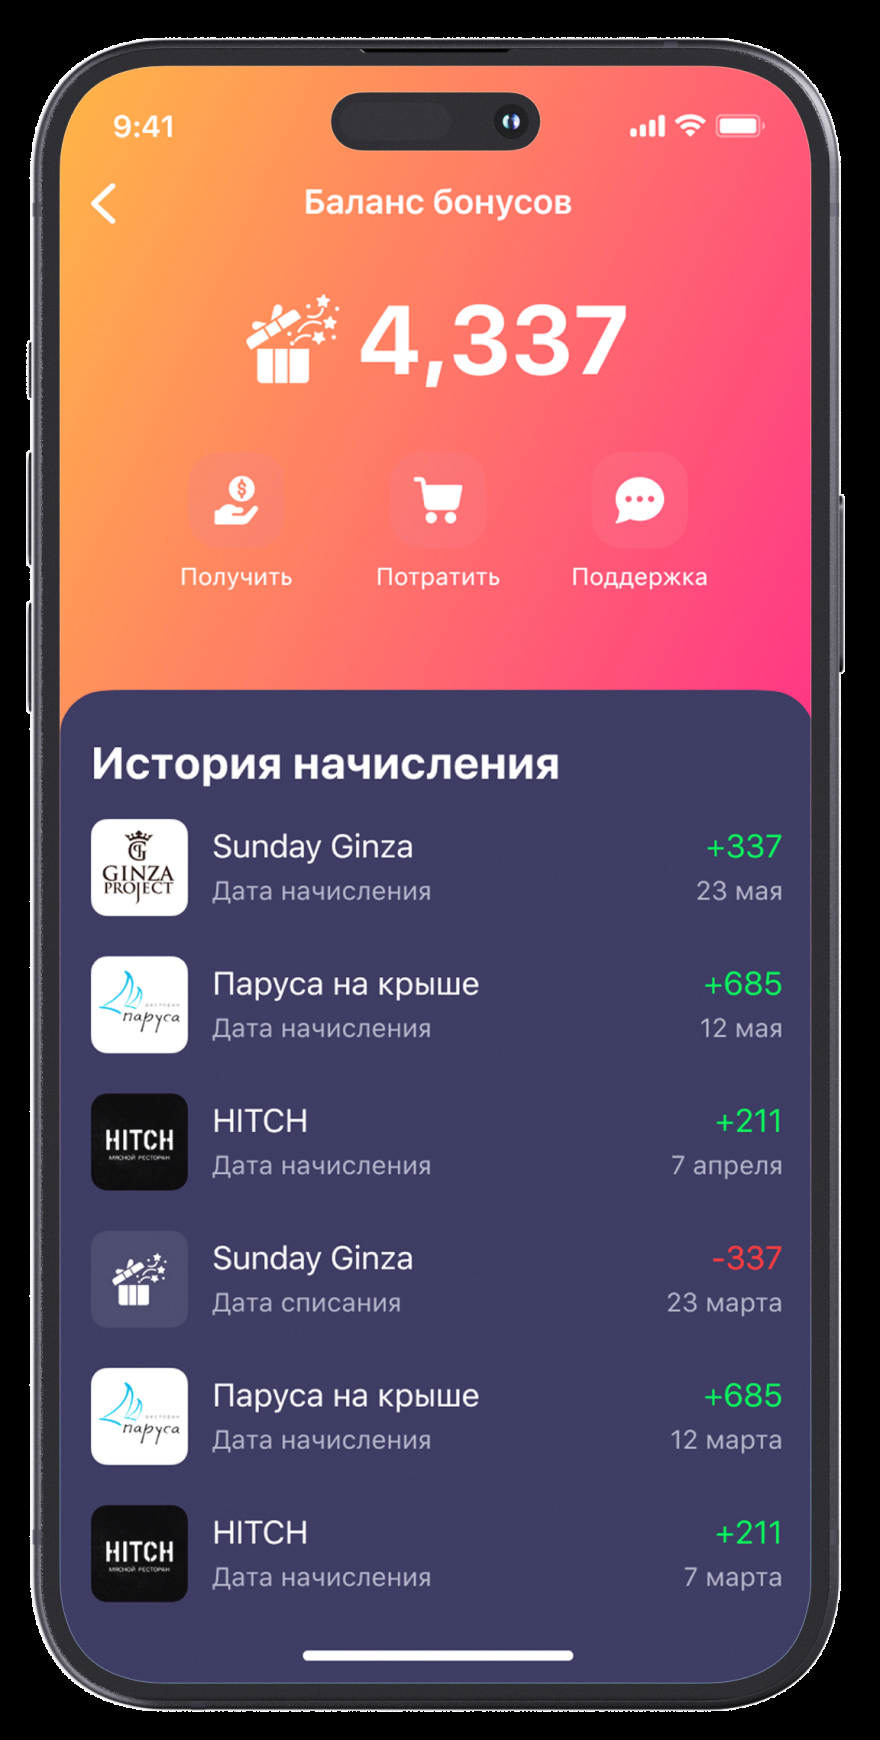 9:41
Баланс бонусов
4,337
Получить Потратить Поддержка
История начисления
GINZA
PROJECT
Sunday Ginza +337
Дата начисления 23 мая
ресторан
паруса
Паруса на крыше +685
Дата начисления 12 мая
HITCH
МЯСНОЙ РЕСТОРАН
HITCH +211
Дата начисления 7 апреля
Sunday Ginza -337
Дата списания 23 марта
ресторан
паруса
Паруса на крыше +685
Дата начисления 12 марта
HITCH
МЯСНОЙ РЕСТОРАН
HITCH +211
Дата начисления 7 марта